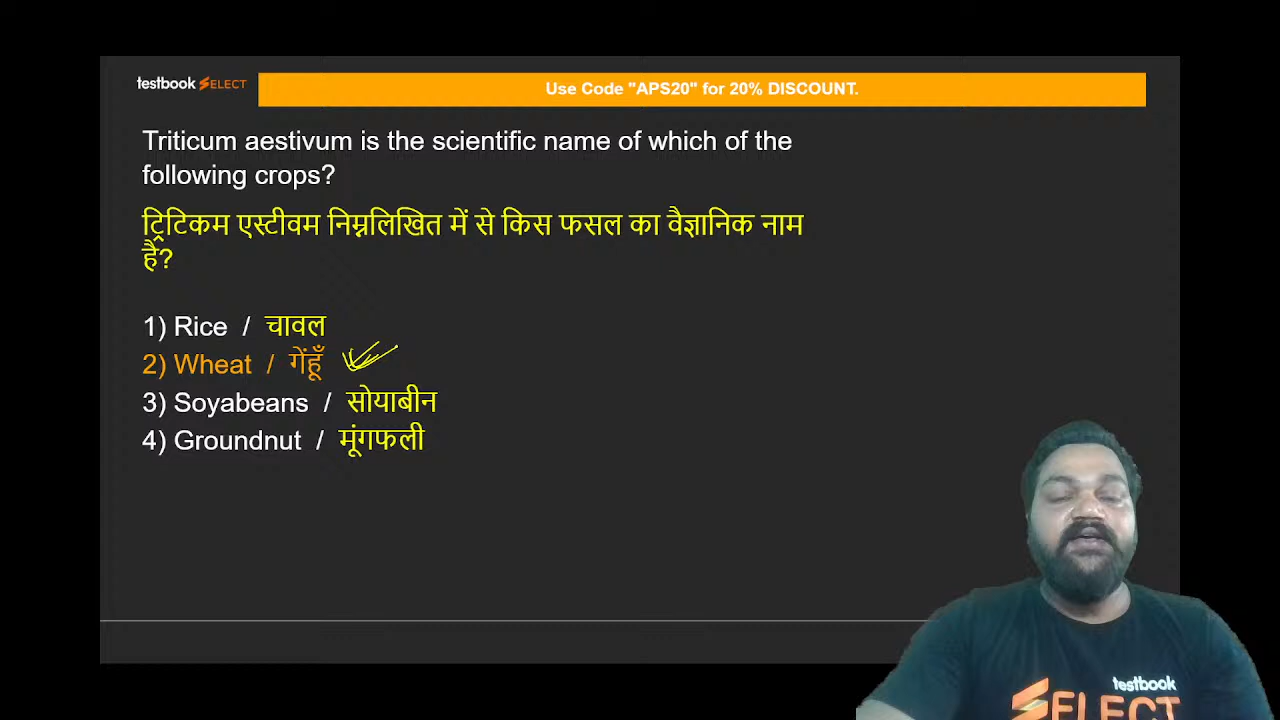 testbook SELECT
Use Code "APS20" for 20% DISCOUNT.
Triticum aestivum is the scientific name of which of the
following crops?
ट्रिटिकम एस्टीवम निम्नलिखित में से किस फसल का वैज्ञानिक नाम
है?
1) Rice / चावल
2) Wheat / गेंहूँ
3) Soyabeans / सोयाबीन
4) Groundnut / मूंगफली
testbook
SELECT